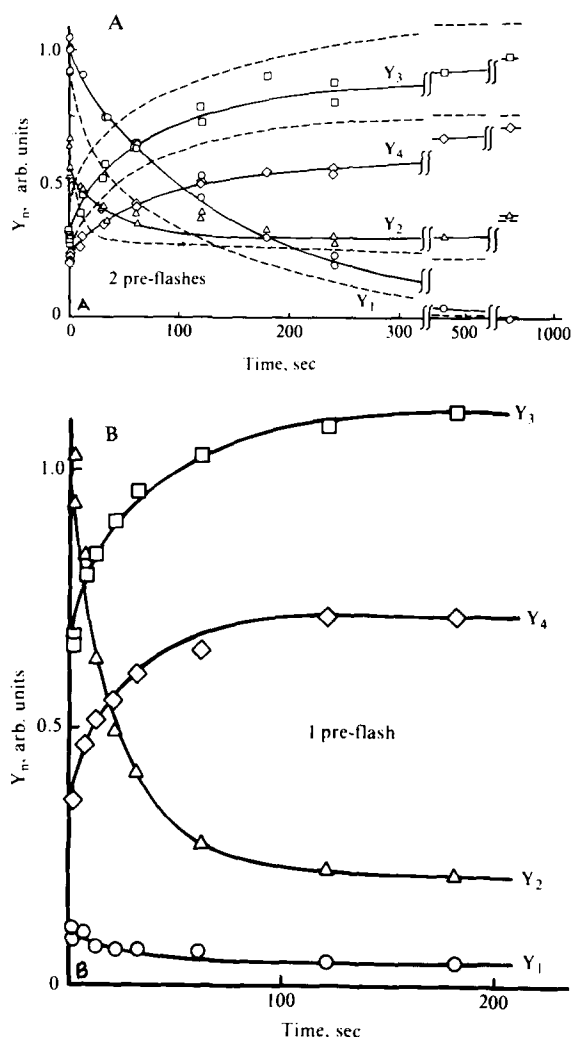 A
1.0
0.5
0
Yn, arb. units
Y3
Y4
Y2
Y1
2 pre-flashes
A
0 100 200 300 500 1000
Time, sec
B
1.0
0.5
0
Yn, arb. units
Y3
Y4
1 pre-flash
Y2
Y1
B
100 200
Time, sec